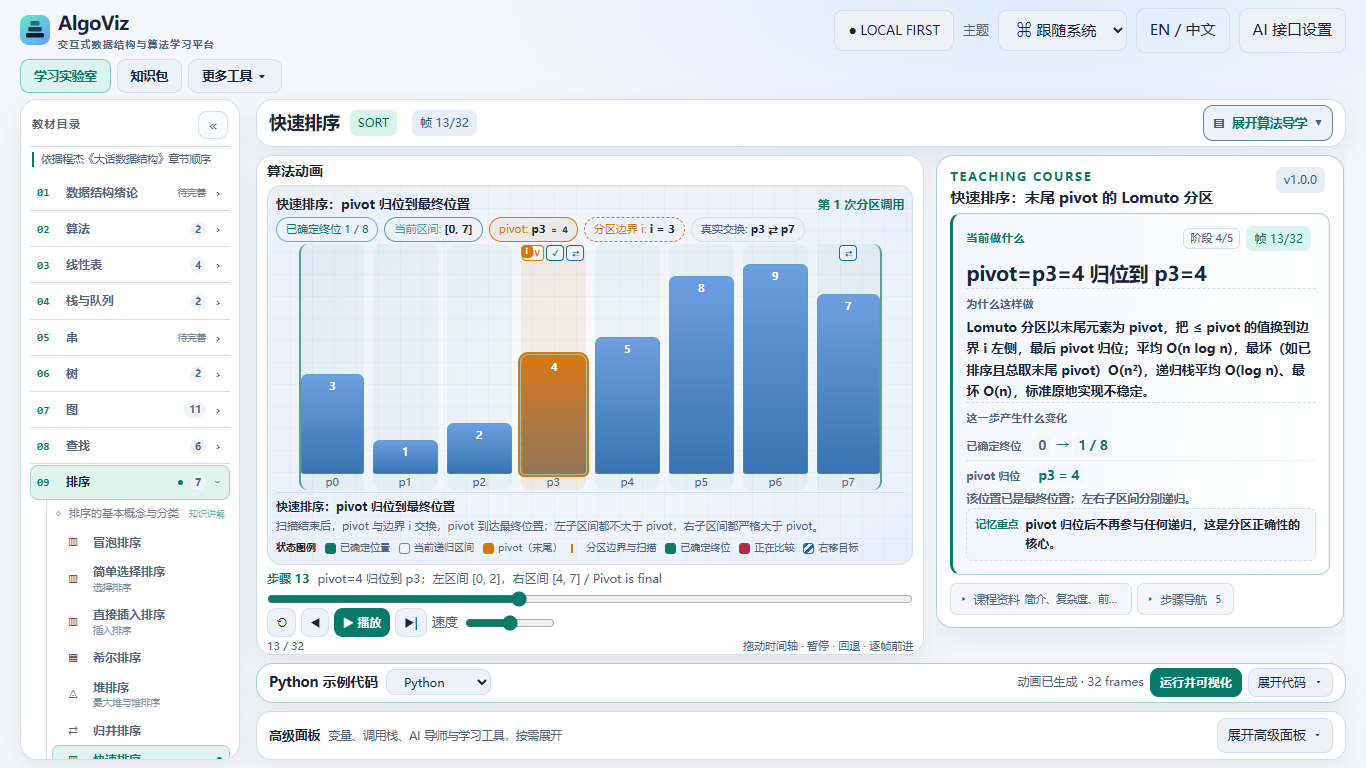 AlgoViz
交互式数据结构与算法学习平台
● LOCAL FIRST
主题
⌘ 跟随系统
EN / 中文
AI 接口设置
学习实验室
知识包
更多工具
教材目录
«
依据程杰《大话数据结构》章节顺序
01 数据结构绪论 待完善 ›
02 算法 2 ›
03 线性表 4 ›
04 栈与队列 2 ›
05 串 待完善 ›
06 树 2 ›
07 图 11 ›
08 查找 6 ›
09 排序 7
排序的基本概念与分类 知识讲解
冒泡排序
简单选择排序
选择排序
直接插入排序
插入排序
希尔排序
堆排序
最大堆与堆排序
归并排序
快速排序
快速排序 SORT 帧 13/32
展开算法导学 ▼
算法动画
快速排序：pivot 归位到最终位置
第 1 次分区调用
已确定终位 1 / 8
当前区间: [0, 7]
pivot: p3 = 4
分区边界 i: i = 3
真实交换: p3 ⇄ p7
i v ✓ ⇄ ⇄
3 1 2 4 5 8 9 7
p0 p1 p2 p3 p4 p5 p6 p7
快速排序：pivot 归位到最终位置
扫描结束后，pivot 与边界 i 交换，pivot 到达最终位置；左子区间都不大于 pivot，右子区间都严格大于 pivot。
状态图例 已确定位置 当前递归区间 pivot（末尾） 分区边界与扫描 已确定终位 正在比较 右移目标
步骤 13 pivot=4 归位到 p3；左区间 [0, 2]，右区间 [4, 7] / Pivot is final
▶ 播放
速度
13 / 32
拖动时间轴 · 暂停 · 回退 · 逐帧前进
TEACHING COURSE
快速排序：末尾 pivot 的 Lomuto 分区
v1.0.0
当前做什么
阶段 4/5
帧 13/32
pivot=p3=4 归位到 p3=4
为什么这样做
Lomuto 分区以末尾元素为 pivot，把 ≤ pivot 的值换到边
界 i 左侧，最后 pivot 归位；平均 O(n log n)，最坏（如已
排序且总取末尾 pivot）O(n²)，递归栈平均 O(log n)、最
坏 O(n)，标准原地实现不稳定。
这一步产生什么变化
已确定终位 0 → 1 / 8
pivot 归位 p3 = 4
该位置已是最终位置；左右子区间分别递归。
记忆重点 pivot 归位后不再参与任何递归，这是分区正确性的
核心。
课程资料 简介、复杂度、前...
步骤导航 5
Python 示例代码
Python
动画已生成 · 32 frames
运行并可视化
展开代码
高级面板 变量、调用栈、AI 导师与学习工具，按需展开
展开高级面板